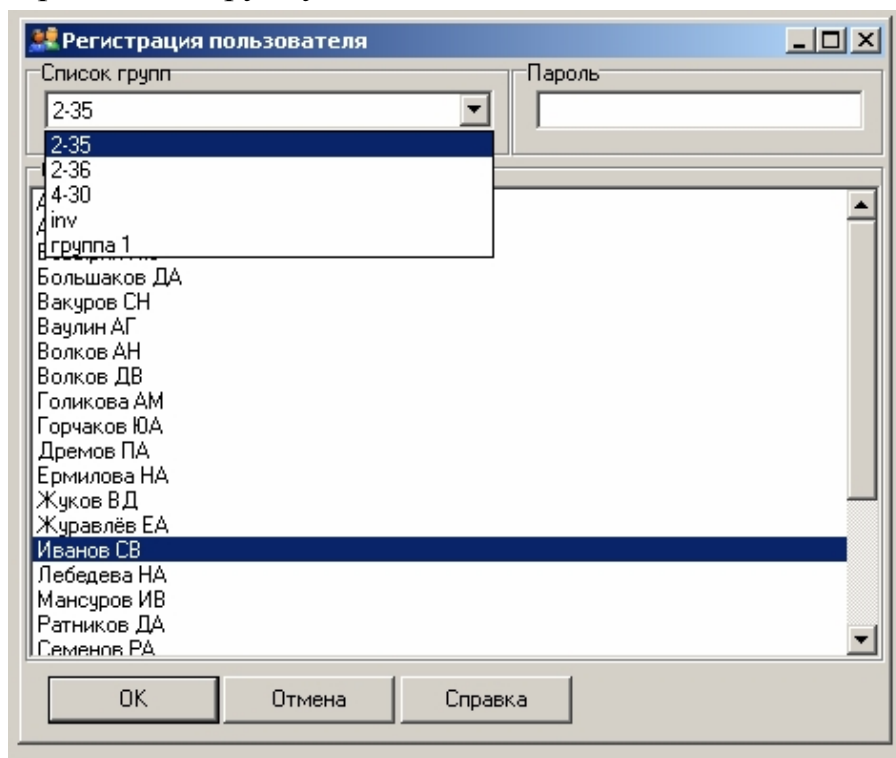 Регистрация пользователя
Список групп
Пароль
2-35
2-35
2-36
4-30
inv
группа 1
Большаков ДА
Вакуров СН
Ваулин АГ
Волков АН
Волков ДВ
Голикова АМ
Горчаков ЮА
Дремов ПА
Ермилова НА
Жуков ВД
Журавлёв ЕА
Иванов СВ
Лебедева НА
Мансуров ИВ
Ратников ДА
Семенов РА
ОК
Отмена
Справка